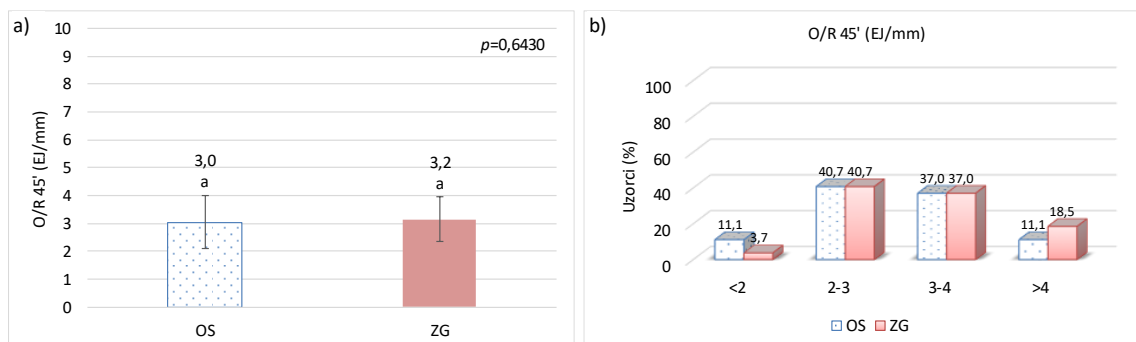 a)
p=0,6430
O/R 45' (EJ/mm)
10
9
8
7
6
5
4
3
2
1
0
3,0
a
3,2
a
OS
ZG
b)
O/R 45' (EJ/mm)
Uzorci (%)
100
80
60
40
20
0
11,1
3,7
40,7 40,7
37,0 37,0
11,1
18,5
<2
2-3
3-4
>4
OS
ZG